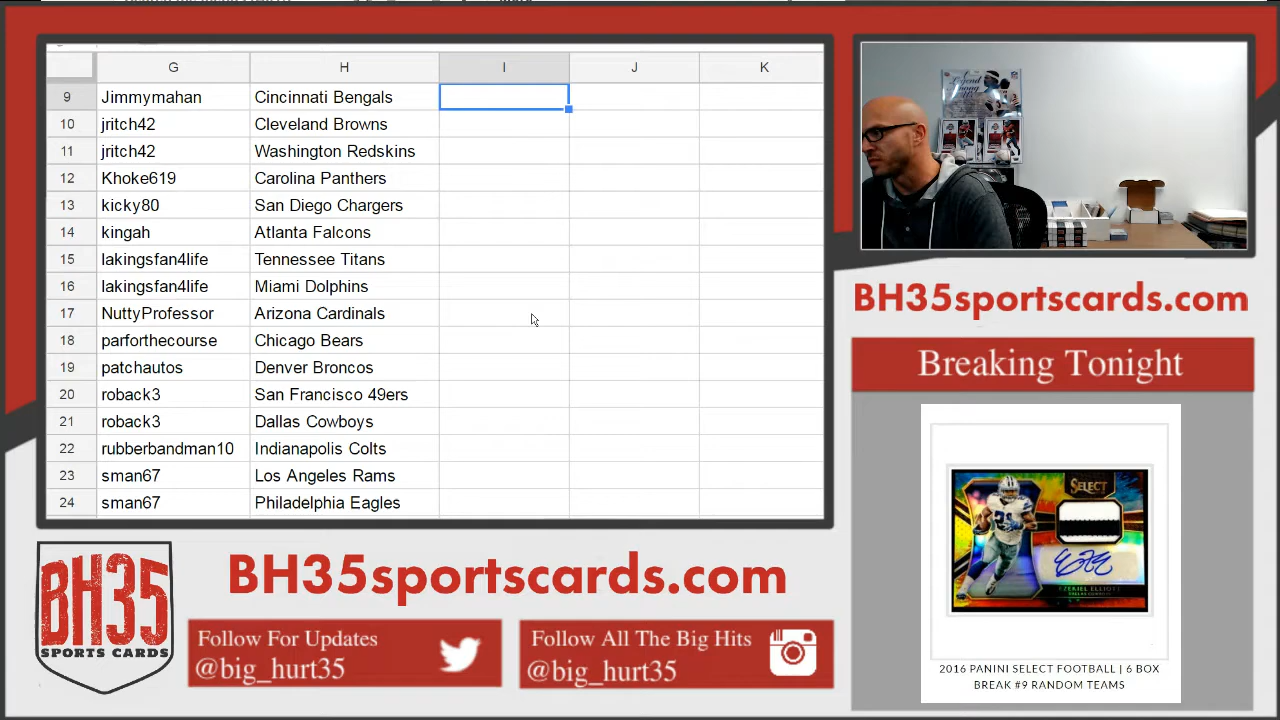 G H I J K
9 Jimmymahan Cincinnati Bengals
10 jritch42 Cleveland Browns
11 jritch42 Washington Redskins
12 Khoke619 Carolina Panthers
13 kicky80 San Diego Chargers
14 kingah Atlanta Falcons
15 lakingsfan4life Tennessee Titans
16 lakingsfan4life Miami Dolphins
17 NuttyProfessor Arizona Cardinals
18 parforthecourse Chicago Bears
19 patchautos Denver Broncos
20 roback3 San Francisco 49ers
21 roback3 Dallas Cowboys
22 rubberbandman10 Indianapolis Colts
23 sman67 Los Angeles Rams
24 sman67 Philadelphia Eagles
BH35sportscards.com
Breaking Tonight
SELECT
EZEKIEL ELLIOTT
DALLAS COWBOYS
2016 PANINI SELECT FOOTBALL | 6 BOX
BREAK #9 RANDOM TEAMS
BH35
SPORTS CARDS
BH35sportscards.com
Follow For Updates
@big_hurt35
Follow All The Big Hits
@big_hurt35